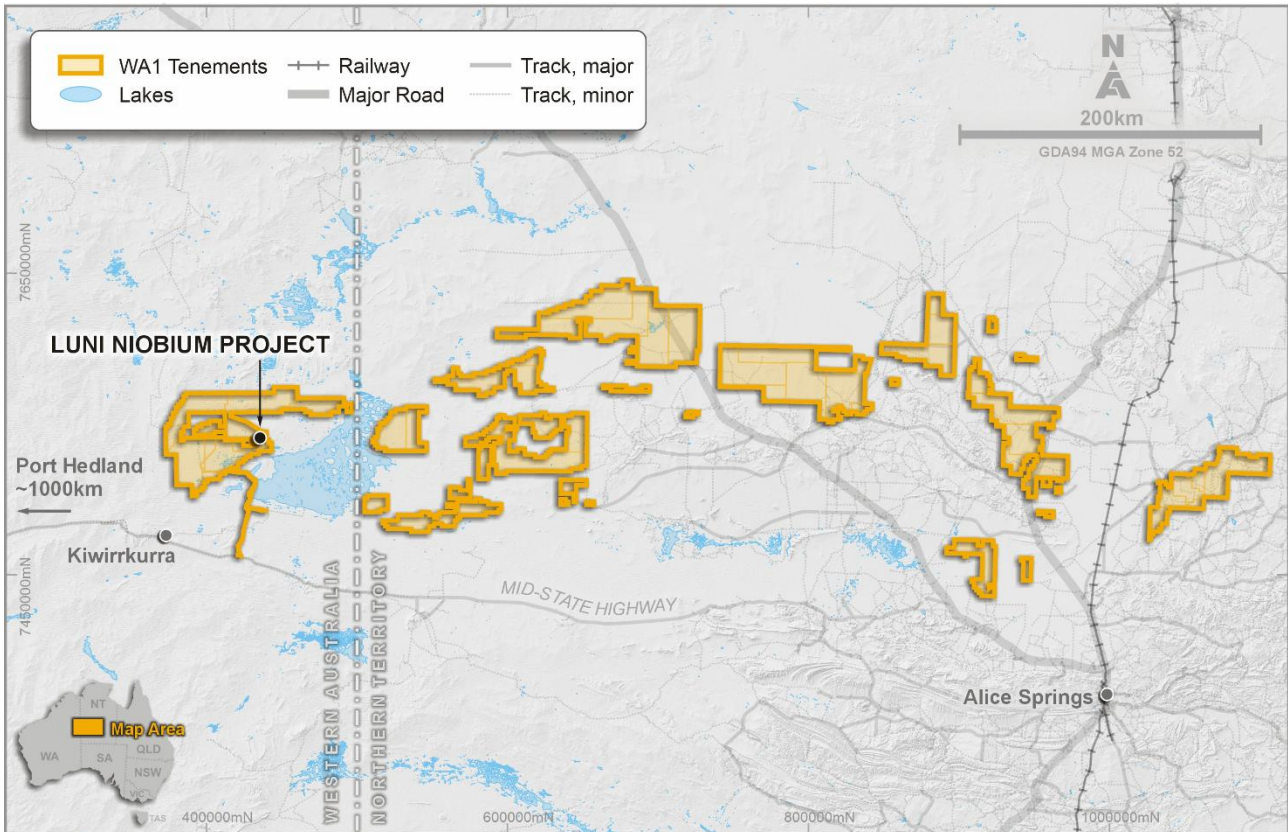 WA1 Tenements
Lakes
Railway
Major Road
Track, major
Track, minor
N
200km
GDA94 MGA Zone 52
7650000mN
LUNI NIOBIUM PROJECT
Port Hedland
~1000km
Kiwirrkurra
7450000mN
MID-STATE HIGHWAY
WESTERN AUSTRALIA
NORTHERN TERRITORY
Alice Springs
Map Area
NT
WA
SA
QLD
NSW
VIC
TAS
400000mN
600000mN
800000mN
1000000mN